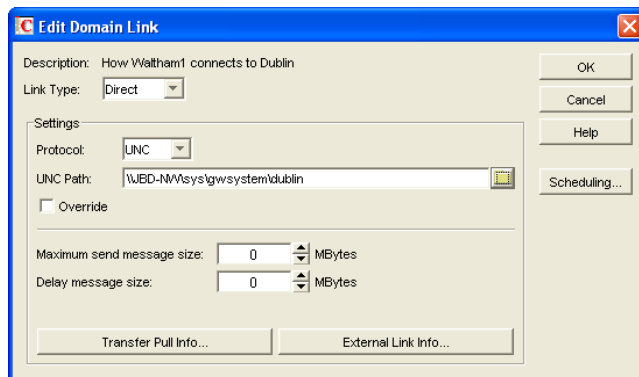 Edit Domain Link
Description: How Waltham1 connects to Dublin
OK
Link Type: Direct
Cancel
Settings
Help
Protocol: UNC
UNC Path: \\JBD-NW\sys\gwsystem\dublin
Scheduling...
Override
Maximum send message size: 0 MBytes
Delay message size: 0 MBytes
Transfer Pull Info... External Link Info...